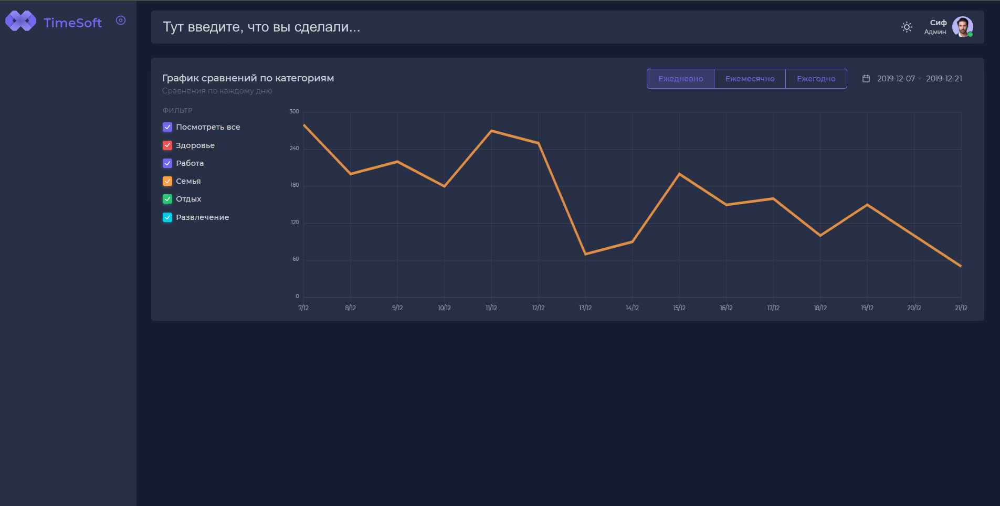 TimeSoft
Тут введите, что вы сделали...
Сиф
Админ
График сравнений по категориям
Сравнения по каждому дню
Ежедневно
Ежемесячно
Ежегодно
2019-12-07 - 2019-12-21
ФИЛЬТР
Посмотреть все
Здоровье
Работа
Семья
Отдых
Развлечение
300
240
180
120
60
0
7/12 8/12 9/12 10/12 11/12 12/12 13/12 14/12 15/12 16/12 17/12 18/12 19/12 20/12 21/12